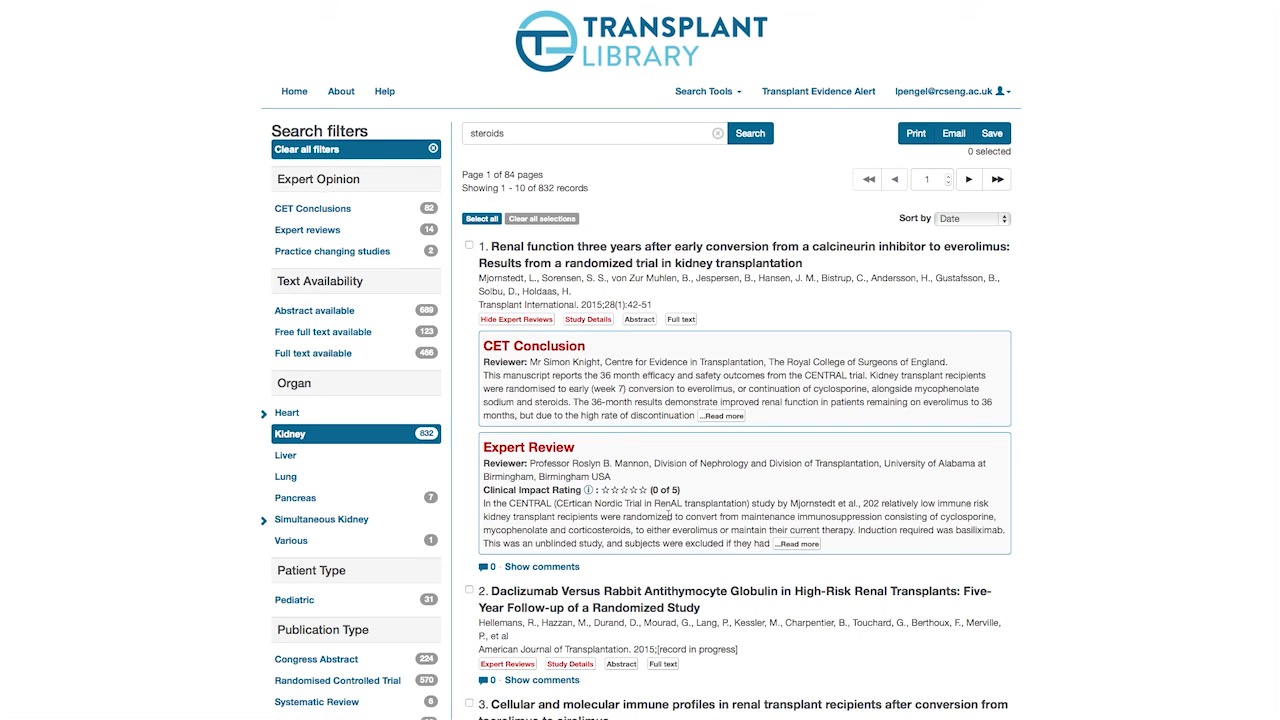 TRANSPLANT
LIBRARY
Home About Help
Search Tools Transplant Evidence Alert lpengel@rcseng.ac.uk
Search filters
Clear all filters
Expert Opinion
CET Conclusions 82
Expert reviews 14
Practice changing studies 2
Text Availability
Abstract available 689
Free full text available 123
Full text available 466
Organ
Heart
Kidney 832
Liver
Lung
Pancreas 7
Simultaneous Kidney
Various 1
Patient Type
Pediatric 31
Publication Type
Congress Abstract 224
Randomised Controlled Trial 570
Systematic Review 6
steroids Search
Print Email Save
0 selected
Page 1 of 84 pages
Showing 1 - 10 of 832 records
1
Select all Clear all selections
Sort by Date
1. Renal function three years after early conversion from a calcineurin inhibitor to everolimus:
Results from a randomized trial in kidney transplantation
Mjornstedt, L., Sorensen, S. S., von Zur Muhlen, B., Jespersen, B., Hansen, J. M., Bistrup, C., Andersson, H., Gustafsson, B.,
Solbu, D., Holdaas, H.
Transplant International. 2015;28(1):42-51
Hide Expert Reviews Study Details Abstract Full text
CET Conclusion
Reviewer: Mr Simon Knight, Centre for Evidence in Transplantation, The Royal College of Surgeons of England.
This manuscript reports the 36 month efficacy and safety outcomes from the CENTRAL trial. Kidney transplant recipients
were randomised to early (week 7) conversion to everolimus, or continuation of cyclosporine, alongside mycophenolate
sodium and steroids. The 36-month results demonstrate improved renal function in patients remaining on everolimus to 36
months, but due to the high rate of discontinuation ...Read more
Expert Review
Reviewer: Professor Roslyn B. Mannon, Division of Nephrology and Division of Transplantation, University of Alabama at
Birmingham, Birmingham USA
Clinical Impact Rating : ☆☆☆☆☆ (0 of 5)
In the CENTRAL (CErtican Nordic Trial in RenAL transplantation) study by Mjornstedt et al., 202 relatively low immune risk
kidney transplant recipients were randomized to convert from maintenance immunosuppression consisting of cyclosporine,
mycophenolate and corticosteroids, to either everolimus or maintain their current therapy. Induction required was basiliximab.
This was an unblinded study, and subjects were excluded if they had ...Read more
0 · Show comments
2. Daclizumab Versus Rabbit Antithymocyte Globulin in High-Risk Renal Transplants: Five-
Year Follow-up of a Randomized Study
Hellemans, R., Hazzan, M., Durand, D., Mourad, G., Lang, P., Kessler, M., Charpentier, B., Touchard, G., Berthoux, F., Merville,
P., et al
American Journal of Transplantation. 2015;[record in progress]
Expert Reviews Study Details Abstract Full text
0 · Show comments
3. Cellular and molecular immune profiles in renal transplant recipients after conversion from
tacrolimus to sirolimus